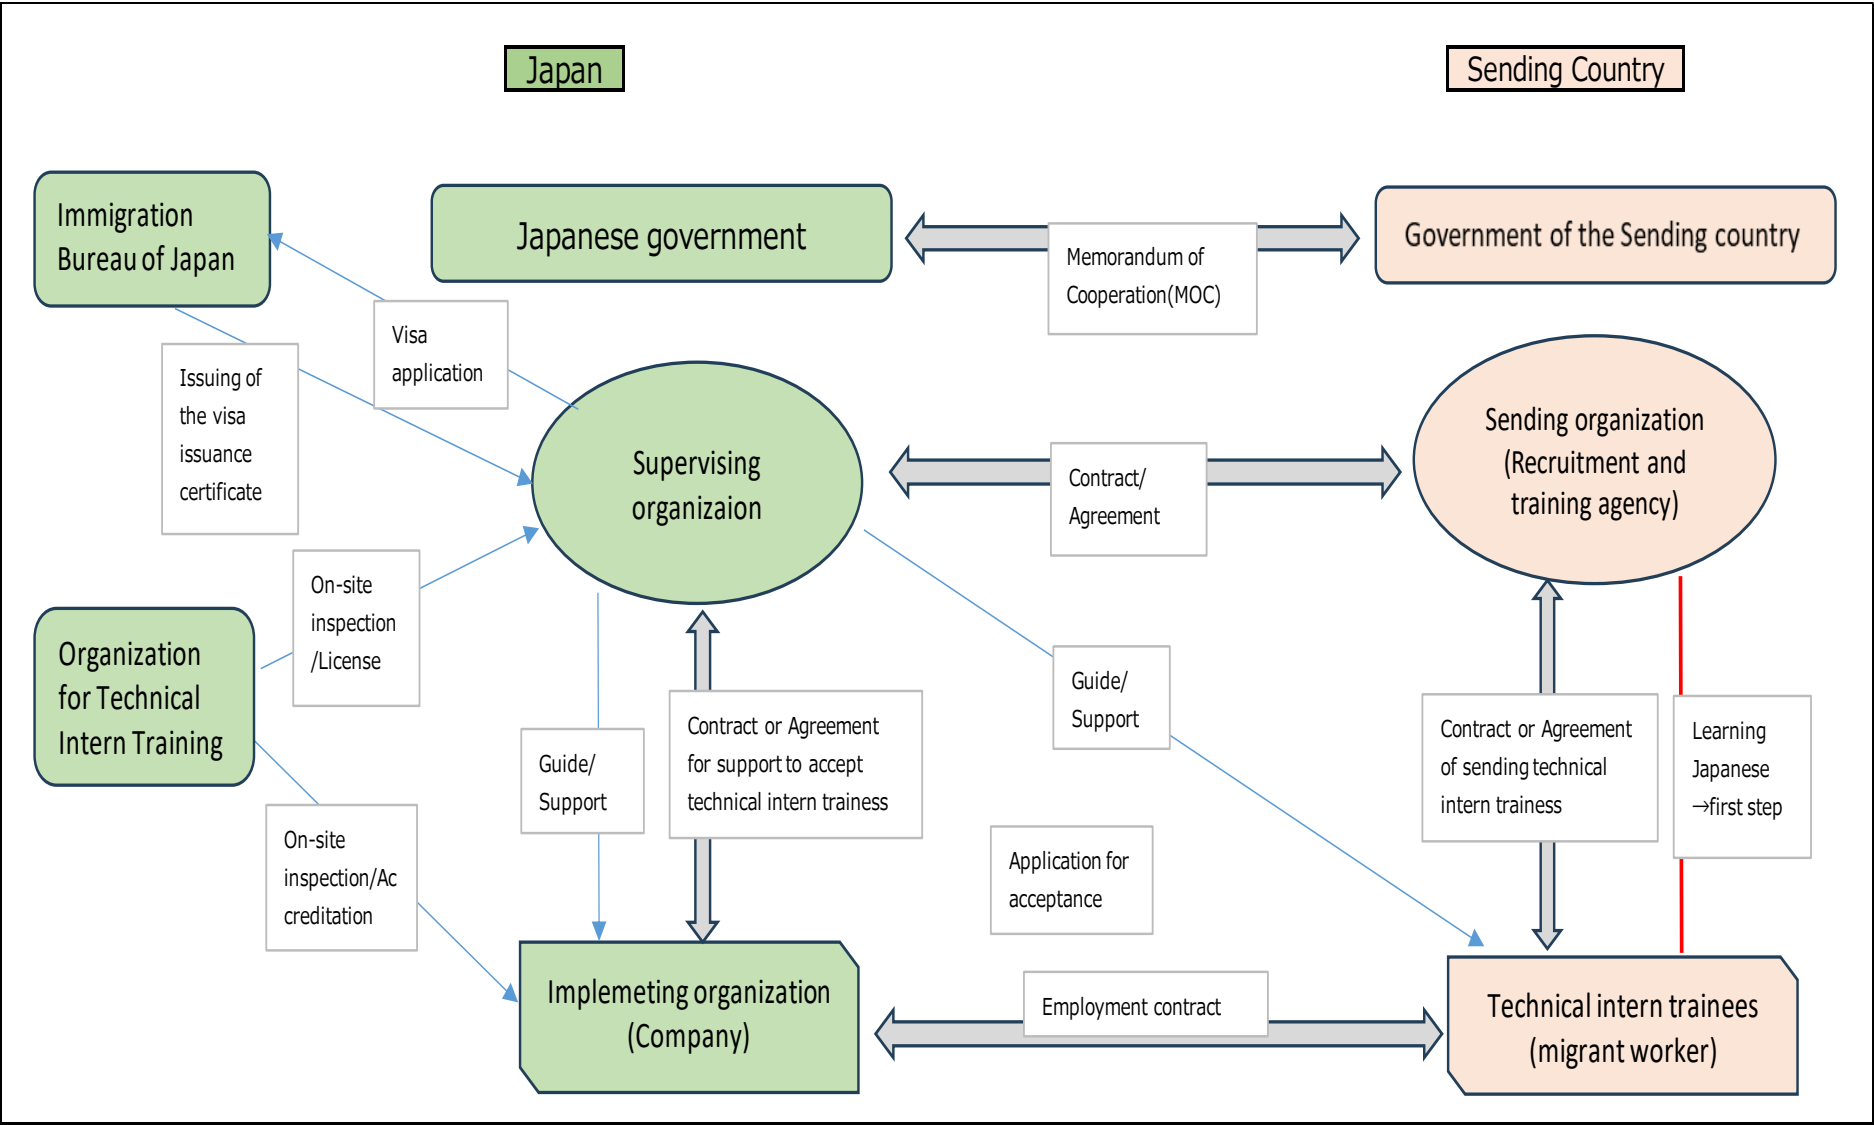 Japan
Sending Country
Immigration
Bureau of Japan
Japanese government
Government of the Sending country
Memorandum of
Cooperation(MOC)
Visa
application
Issuing of
the visa
issuance
certificate
Supervising
organizaion
Contract/
Agreement
Sending organization
(Recruitment and
training agency)
On-site
inspection
/License
Organization
for Technical
Intern Training
Guide/
Support
Contract or Agreement
for support to accept
technical intern trainess
Guide/
Support
Contract or Agreement
of sending technical
intern trainess
Learning
Japanese
→first step
On-site
inspection/Ac
creditation
Application for
acceptance
Implemeting organization
(Company)
Employment contract
Technical intern trainees
(migrant worker)